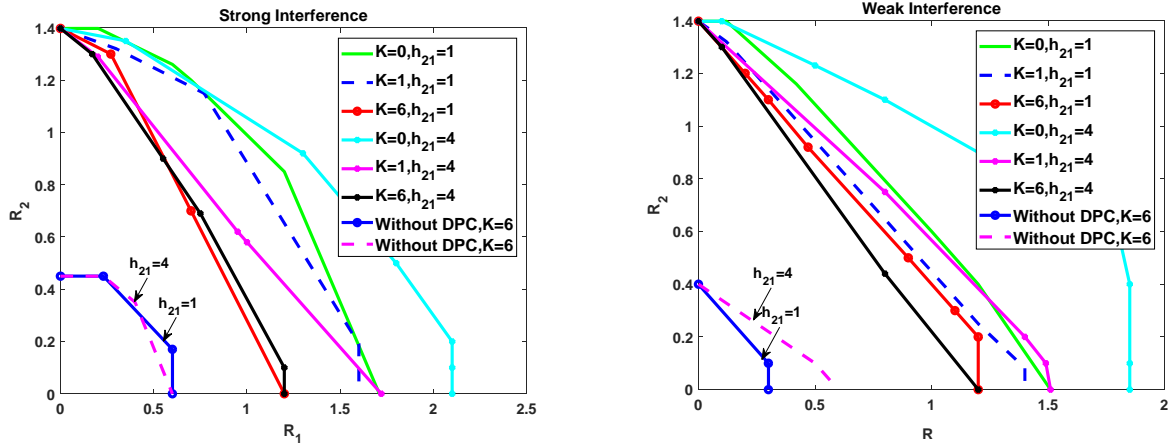 Strong Interference
1.4
1.2
1
0.8
0.6
0.4
0.2
0
R2
0
0.5
1
1.5
2
2.5
R1
K=0,h21=1
K=1,h21=1
K=6,h21=1
K=0,h21=4
K=1,h21=4
K=6,h21=4
Without DPC,K=6
Without DPC,K=6
h21=4
h21=1
Weak Interference
1.4
1.2
1
0.8
0.6
0.4
0.2
0
R2
0
0.5
1
1.5
2
R
K=0,h21=1
K=1,h21=1
K=6,h21=1
K=0,h21=4
K=1,h21=4
K=6,h21=4
Without DPC,K=6
Without DPC,K=6
h21=4
h21=1